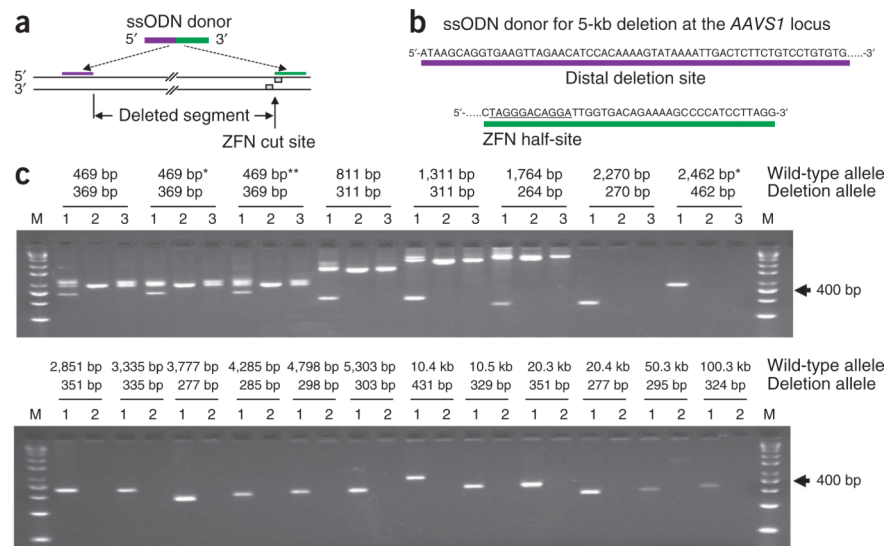 a
ssODN donor
5′ 3′
5′
3′
Deleted segment
ZFN cut site
b
ssODN donor for 5-kb deletion at the AAVS1 locus
5′-ATAAGCAGGTGAAGTTAGAACATCCACAAAAGTATAAAATTGACTCTTCTGTCCTGTGTG.....-3′
Distal deletion site
5′-.....CTAGGGACAGGATTGGTGACAGAAAAGCCCCATCCTTAGG-3′
ZFN half-site
c
469 bp 469 bp* 469 bp** 811 bp 1,311 bp 1,764 bp 2,270 bp 2,462 bp* Wild-type allele
369 bp 369 bp 369 bp 311 bp 311 bp 264 bp 270 bp 462 bp Deletion allele
M 1 2 3 1 2 3 1 2 3 1 2 3 1 2 3 1 2 3 1 2 3 1 2 3 M
400 bp
2,851 bp 3,335 bp 3,777 bp 4,285 bp 4,798 bp 5,303 bp 10.4 kb 10.5 kb 20.3 kb 20.4 kb 50.3 kb 100.3 kb Wild-type allele
351 bp 335 bp 277 bp 285 bp 298 bp 303 bp 431 bp 329 bp 351 bp 277 bp 295 bp 324 bp Deletion allele
M 1 2 1 2 1 2 1 2 1 2 1 2 1 2 1 2 1 2 1 2 1 2 1 2 M
400 bp